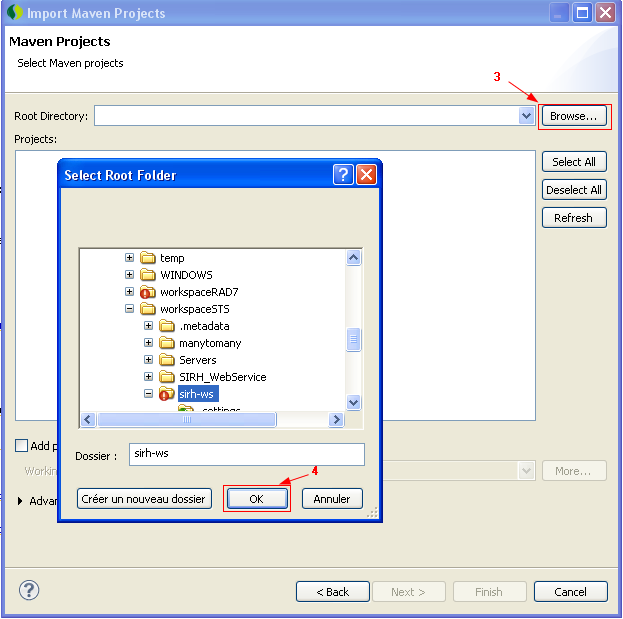 Import Maven Projects
Maven Projects
Select Maven projects
3
Root Directory:
Browse...
Projects:
Select All
Deselect All
Refresh
Select Root Folder
temp
WINDOWS
workspaceRAD7
workspaceSTS
.metadata
manytomany
Servers
SIRH_WebService
sirh-ws
.settings
Dossier :
sirh-ws
4
Créer un nouveau dossier
OK
Annuler
Add p
Workin
More...
Advan
< Back
Next >
Finish
Cancel